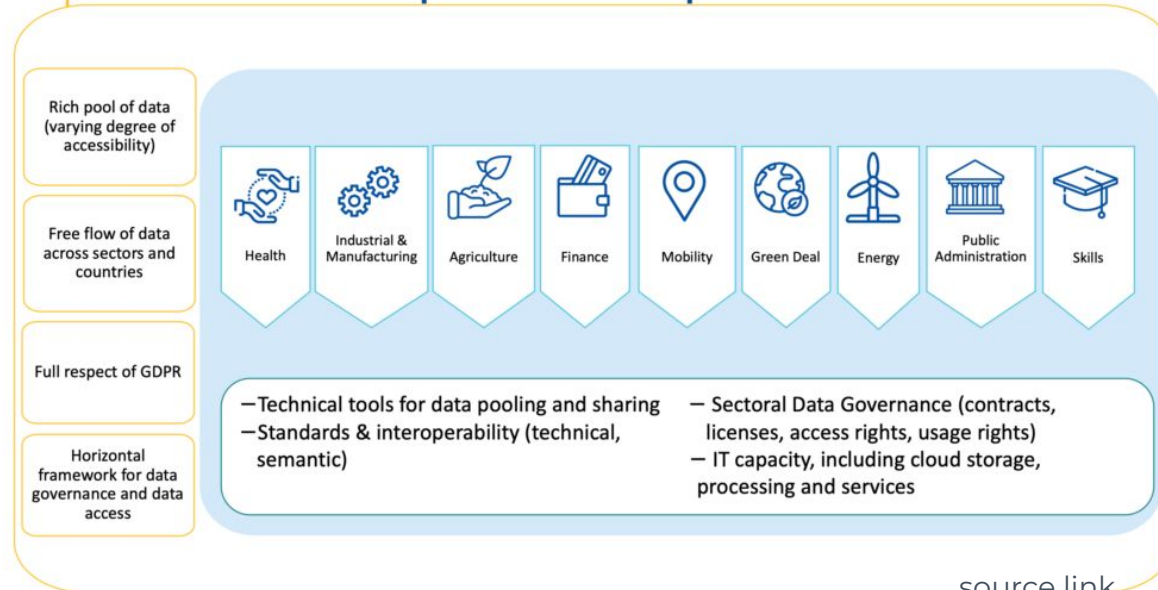 Rich pool of data
(varying degree of
accessibility)
Free flow of data
across sectors and
countries
Full respect of GDPR
Horizontal
framework for data
governance and data
access
Health
Industrial &
Manufacturing
Agriculture
Finance
Mobility
Green Deal
Energy
Public
Administration
Skills
–Technical tools for data pooling and sharing
–Standards & interoperability (technical,
semantic)
– Sectoral Data Governance (contracts,
licenses, access rights, usage rights)
– IT capacity, including cloud storage,
processing and services
source link